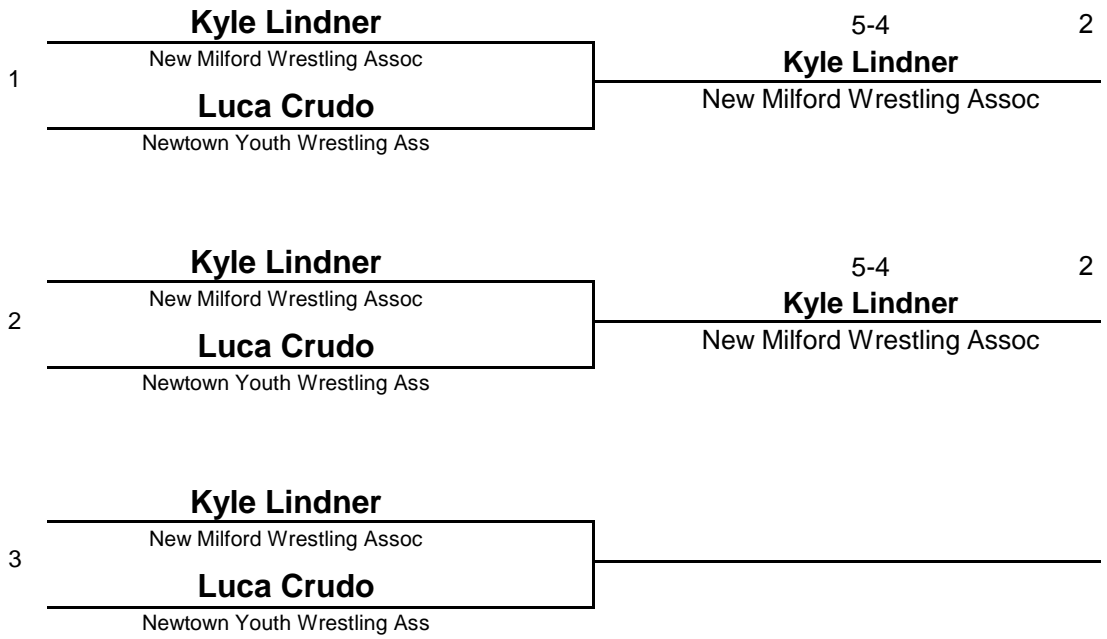 Kyle Lindner
New Milford Wrestling Assoc
1
Luca Crudo
Newtown Youth Wrestling Ass
5-4 2
Kyle Lindner
New Milford Wrestling Assoc
Kyle Lindner
New Milford Wrestling Assoc
2
Luca Crudo
Newtown Youth Wrestling Ass
5-4 2
Kyle Lindner
New Milford Wrestling Assoc
Kyle Lindner
New Milford Wrestling Assoc
3
Luca Crudo
Newtown Youth Wrestling Ass